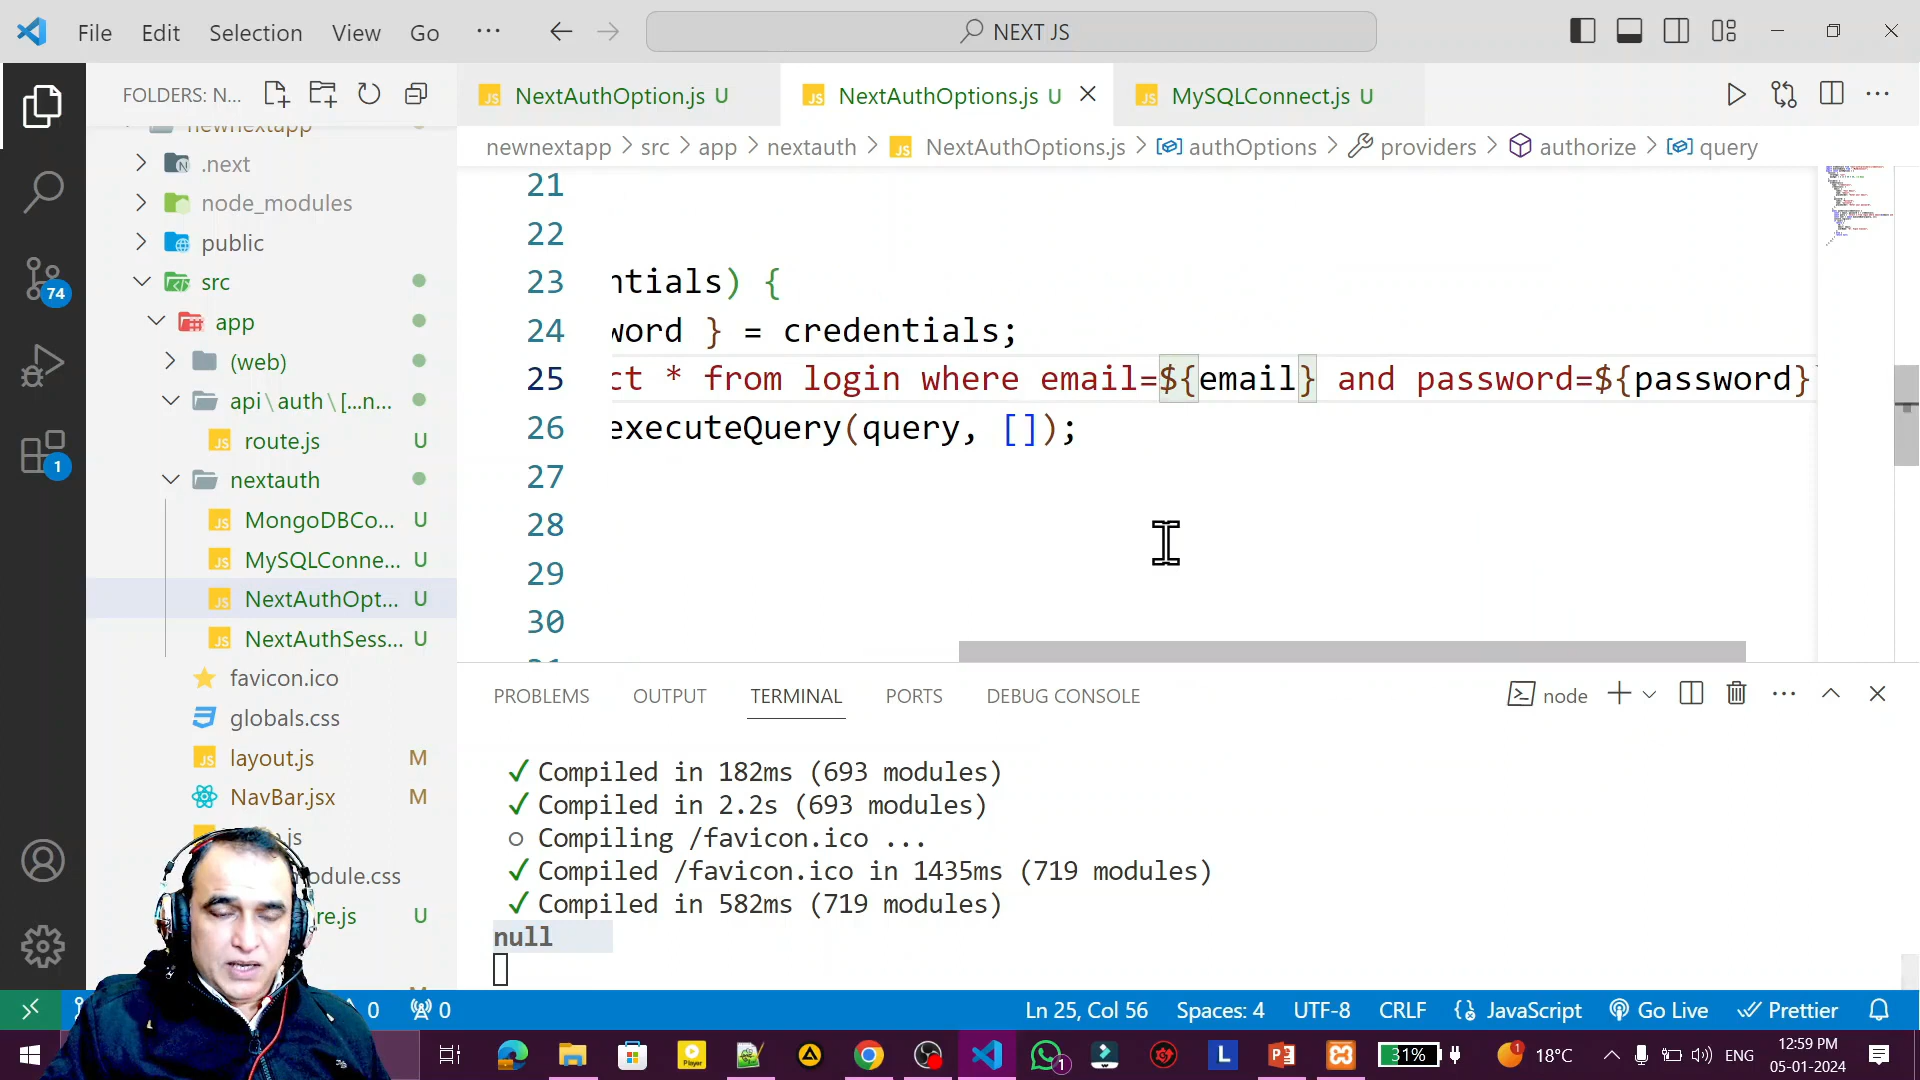 File Edit Selection View Go ··· NEXT JS
FOLDERS: N...
NextAuthOption.js U NextAuthOptions.js U MySQLConnect.js U
newnextapp > src > app > nextauth > NextAuthOptions.js > authOptions > providers > authorize > query
newnextapp
.next
node_modules
public
src
app
(web)
api\auth\[...n...
route.js U
nextauth
MongoDBCo... U
MySQLConne... U
NextAuthOpt... U
NextAuthSess... U
favicon.ico
globals.css
layout.js M
NavBar.jsx M
.js
odule.css
re.js U
74
1
21
22
23 ntials) {
24 word } = credentials;
25 ct * from login where email=${email} and password=${password}`
26 executeQuery(query, []);
27
28
29
30
PROBLEMS OUTPUT TERMINAL PORTS DEBUG CONSOLE
node
✓ Compiled in 182ms (693 modules)
✓ Compiled in 2.2s (693 modules)
○ Compiling /favicon.ico ...
✓ Compiled /favicon.ico in 1435ms (719 modules)
✓ Compiled in 582ms (719 modules)
null
0 0 Ln 25, Col 56 Spaces: 4 UTF-8 CRLF JavaScript Go Live Prettier
Player 1 L 31% 1 18°C ENG
12:59 PM
05-01-2024